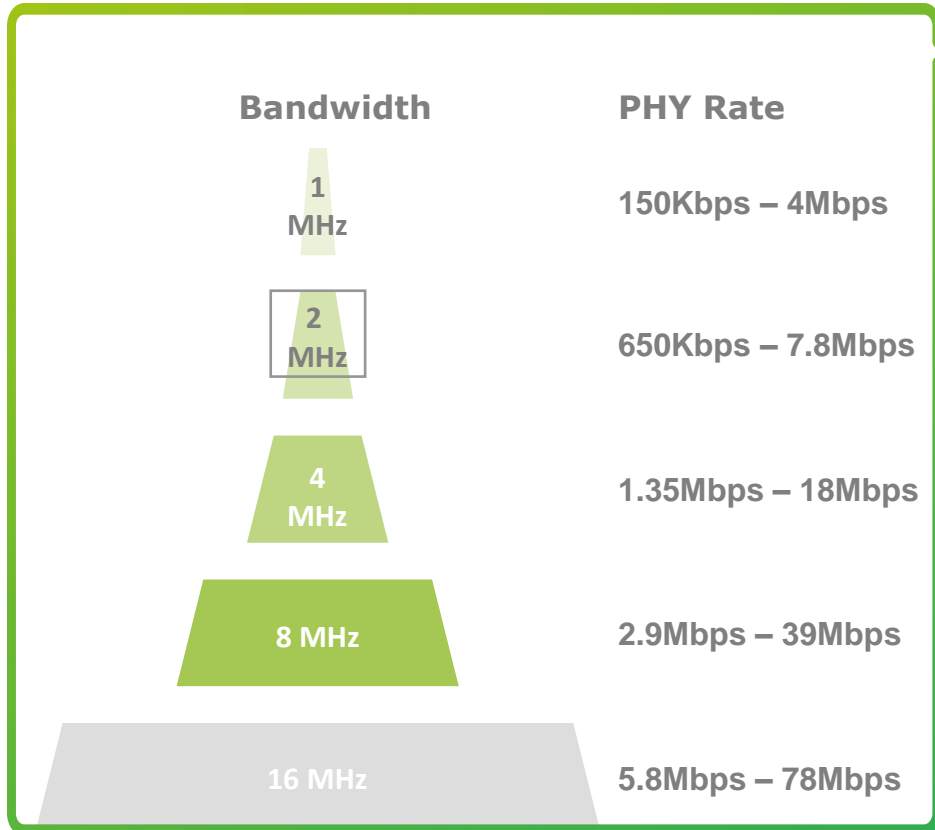 Bandwidth PHY Rate
1
MHz
150Kbps – 4Mbps
2
MHz
650Kbps – 7.8Mbps
4
MHz
1.35Mbps – 18Mbps
8 MHz
2.9Mbps – 39Mbps
16 MHz
5.8Mbps – 78Mbps